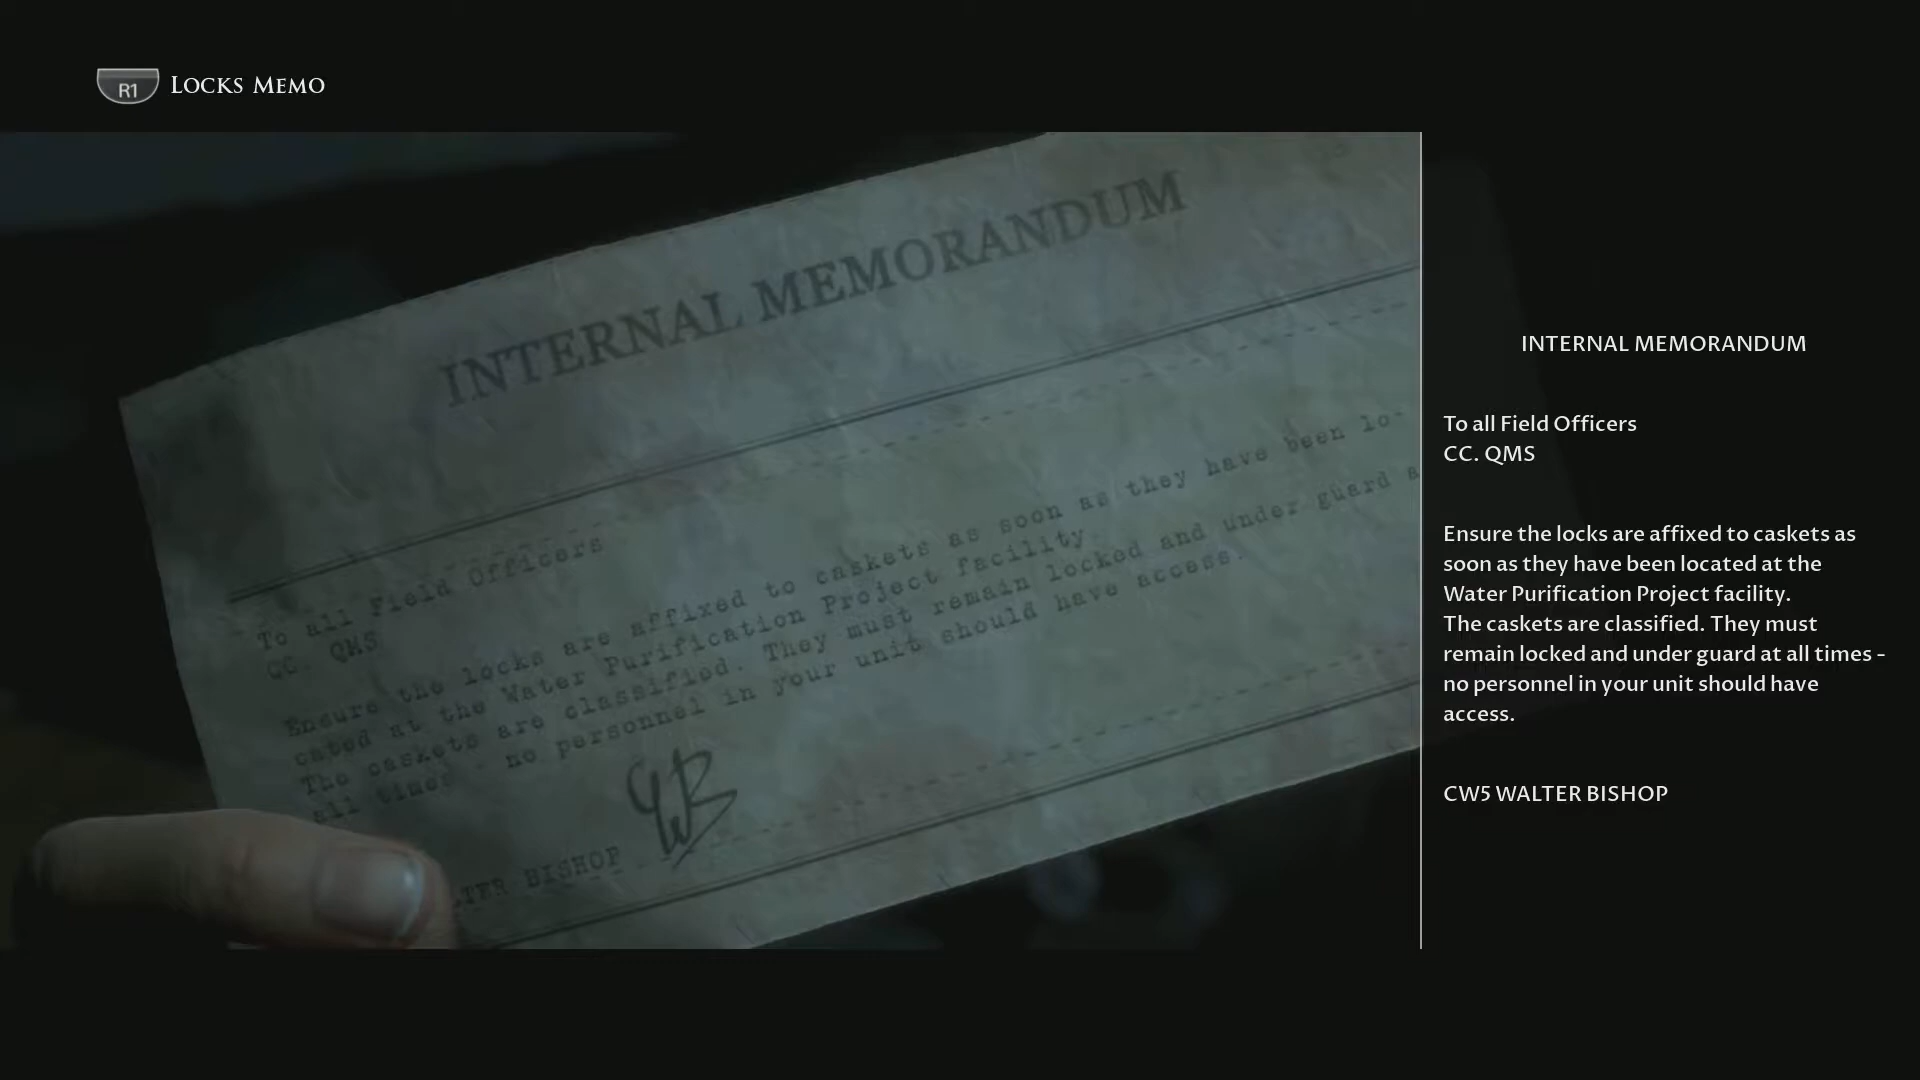 R1 LOCKS MEMO
INTERNAL MEMORANDUM
To all Field Officers
CC. QMS
Ensure the locks are affixed to caskets as soon as they have been lo-
cated at the Water Purification Project facility.
The caskets are classified. They must remain locked and under guard a
all times - no personnel in your unit should have access.
LTER BISHOP
WB
INTERNAL MEMORANDUM
To all Field Officers
CC. QMS
Ensure the locks are affixed to caskets as
soon as they have been located at the
Water Purification Project facility.
The caskets are classified. They must
remain locked and under guard at all times -
no personnel in your unit should have
access.
CW5 WALTER BISHOP